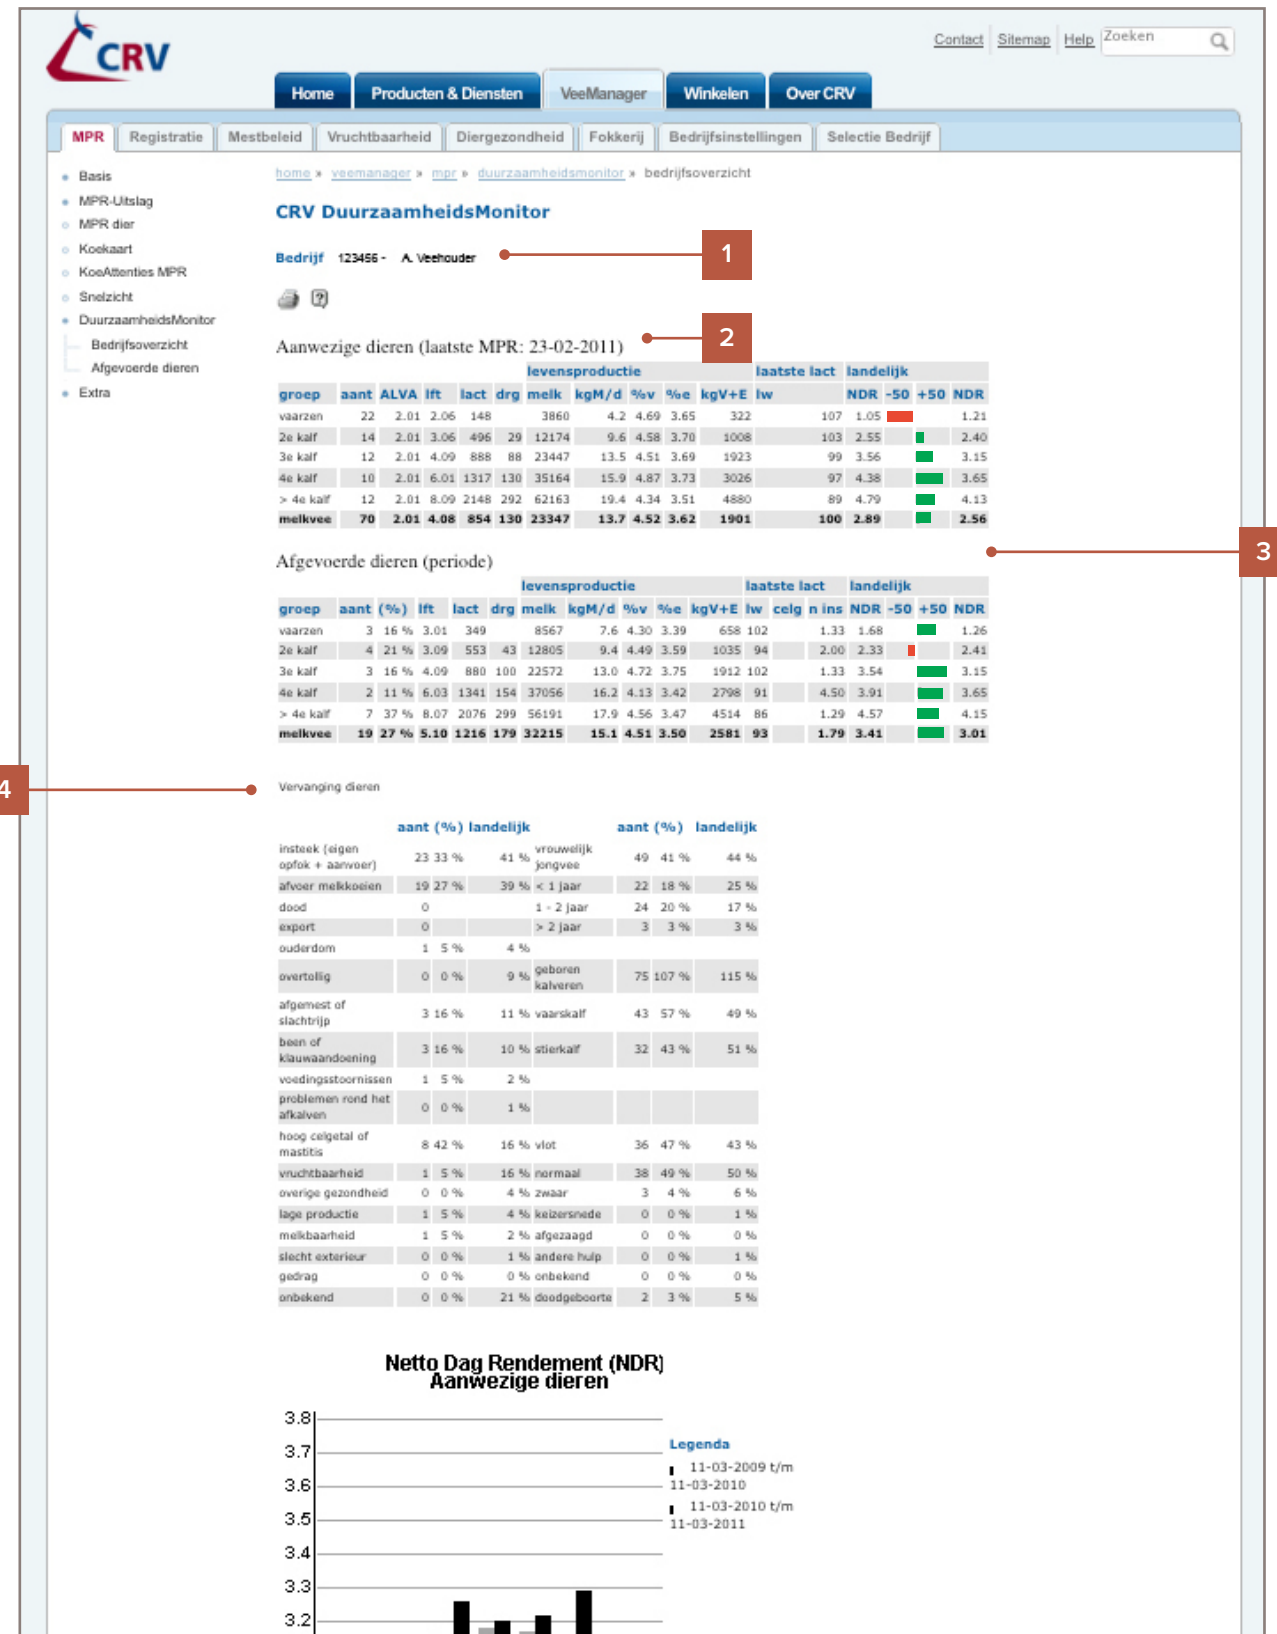 CRV
Contact Sitemap Help Zoeken
Home Producten & Diensten VeeManager Winkelen Over CRV
MPR Registratie Mestbeleid Vruchtbaarheid Diergezondheid Fokkerij Bedrijfsinstellingen Selectie Bedrijf
Basis
MPR-Uitslag
MPR dier
Koekaart
KoeAttenties MPR
Snelzicht
DuurzaamheidsMonitor
Bedrijfsoverzicht
Afgevoerde dieren
Extra
home » veemanager » mpr » duurzaamheidsmonitor » bedrijfsoverzicht
CRV DuurzaamheidsMonitor
Bedrijf 123456 - A. Veehouder
1
2
Aanwezige dieren (laatste MPR: 23-02-2011)
levensproductie laatste lact landelijk
groep aant ALVA lft lact drg melk kgM/d %v %e kgV+E lw NDR -50 +50 NDR
vaarzen 22 2.01 2.06 148 3860 4.2 4.69 3.65 322 107 1.05 1.21
2e kalf 14 2.01 3.06 496 29 12174 9.6 4.58 3.70 1008 103 2.55 2.40
3e kalf 12 2.01 4.09 888 88 23447 13.5 4.51 3.69 1923 99 3.56 3.15
4e kalf 10 2.01 6.01 1317 130 35164 15.9 4.87 3.73 3026 97 4.38 3.65
> 4e kalf 12 2.01 8.09 2148 292 62163 19.4 4.34 3.51 4880 89 4.79 4.13
melkvee 70 2.01 4.08 854 130 23347 13.7 4.52 3.62 1901 100 2.89 2.56
3
Afgevoerde dieren (periode)
levensproductie laatste lact landelijk
groep aant (%) lft lact drg melk kgM/d %v %e kgV+E lw celg n ins NDR -50 +50 NDR
vaarzen 3 16 % 3.01 349 8567 7.6 4.30 3.39 658 102 1.33 1.68 1.26
2e kalf 4 21 % 3.09 553 43 12805 9.4 4.49 3.59 1035 94 2.00 2.33 2.41
3e kalf 3 16 % 4.09 880 100 22572 13.0 4.72 3.75 1912 102 1.33 3.54 3.15
4e kalf 2 11 % 6.03 1341 154 37056 16.2 4.13 3.42 2798 91 4.50 3.91 3.65
> 4e kalf 7 37 % 8.07 2076 299 56191 17.9 4.56 3.47 4514 86 1.29 4.57 4.15
melkvee 19 27 % 5.10 1216 179 32215 15.1 4.51 3.50 2581 93 1.79 3.41 3.01
4
Vervanging dieren
aant (%) landelijk aant (%) landelijk
insteek (eigen
opfok + aanvoer) 23 33 % 41 % vrouwelijk
jongvee 49 41 % 44 %
afvoer melkkoeien 19 27 % 39 % < 1 jaar 22 18 % 25 %
dood 0 1 - 2 jaar 24 20 % 17 %
export 0 > 2 jaar 3 3 % 3 %
ouderdom 1 5 % 4 %
overtollig 0 0 % 9 % geboren
kalveren 75 107 % 115 %
afgemest of
slachtrijp 3 16 % 11 % vaarskalf 43 57 % 49 %
been of
klauwaandoening 3 16 % 10 % stierkalf 32 43 % 51 %
voedingsstoornissen 1 5 % 2 %
problemen rond het
afkalven 0 0 % 1 %
hoog celgetal of
mastitis 8 42 % 16 % vlot 36 47 % 43 %
vruchtbaarheid 1 5 % 16 % normaal 38 49 % 50 %
overige gezondheid 0 0 % 4 % zwaar 3 4 % 6 %
lage productie 1 5 % 4 % keizersnede 0 0 % 1 %
melkbaarheid 1 5 % 2 % afgezaagd 0 0 % 0 %
slecht exterieur 0 0 % 1 % andere hulp 0 0 % 1 %
gedrag 0 0 % 0 % onbekend 0 0 % 0 %
onbekend 0 0 % 21 % doodgeboorte 2 3 % 5 %
Netto Dag Rendement (NDR)
Aanwezige dieren
3.8
3.7
3.6
3.5
3.4
3.3
3.2
Legenda
11-03-2009 t/m
11-03-2010
11-03-2010 t/m
11-03-2011